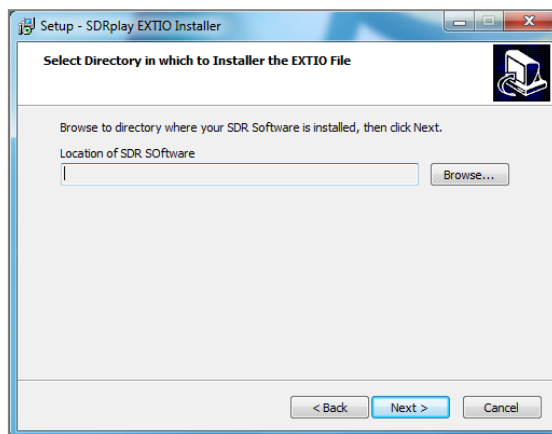 Setup - SDRplay EXTIO Installer
Select Directory in which to Installer the EXTIO File
Browse to directory where your SDR Software is installed, then click Next.
Location of SDR SOftware
Browse...
< Back
Next >
Cancel